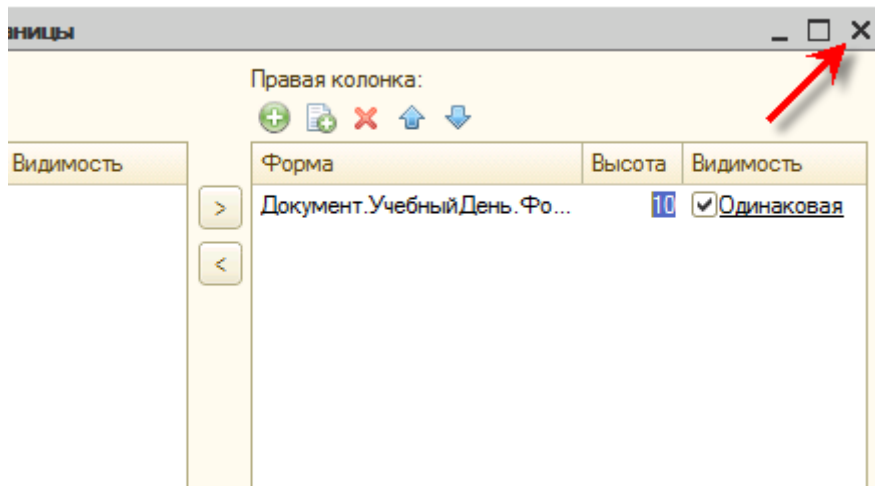 аницы
Правая колонка:
Видимость
Форма Высота Видимость
> Документ.УчебныйДень.Фо... 10 Одинаковая
<